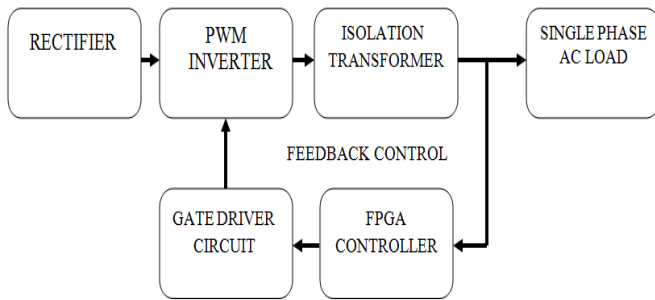 RECTIFIER
PWM
INVERTER
ISOLATION
TRANSFORMER
SINGLE PHASE
AC LOAD
FEEDBACK CONTROL
GATE DRIVER
CIRCUIT
FPGA
CONTROLLER